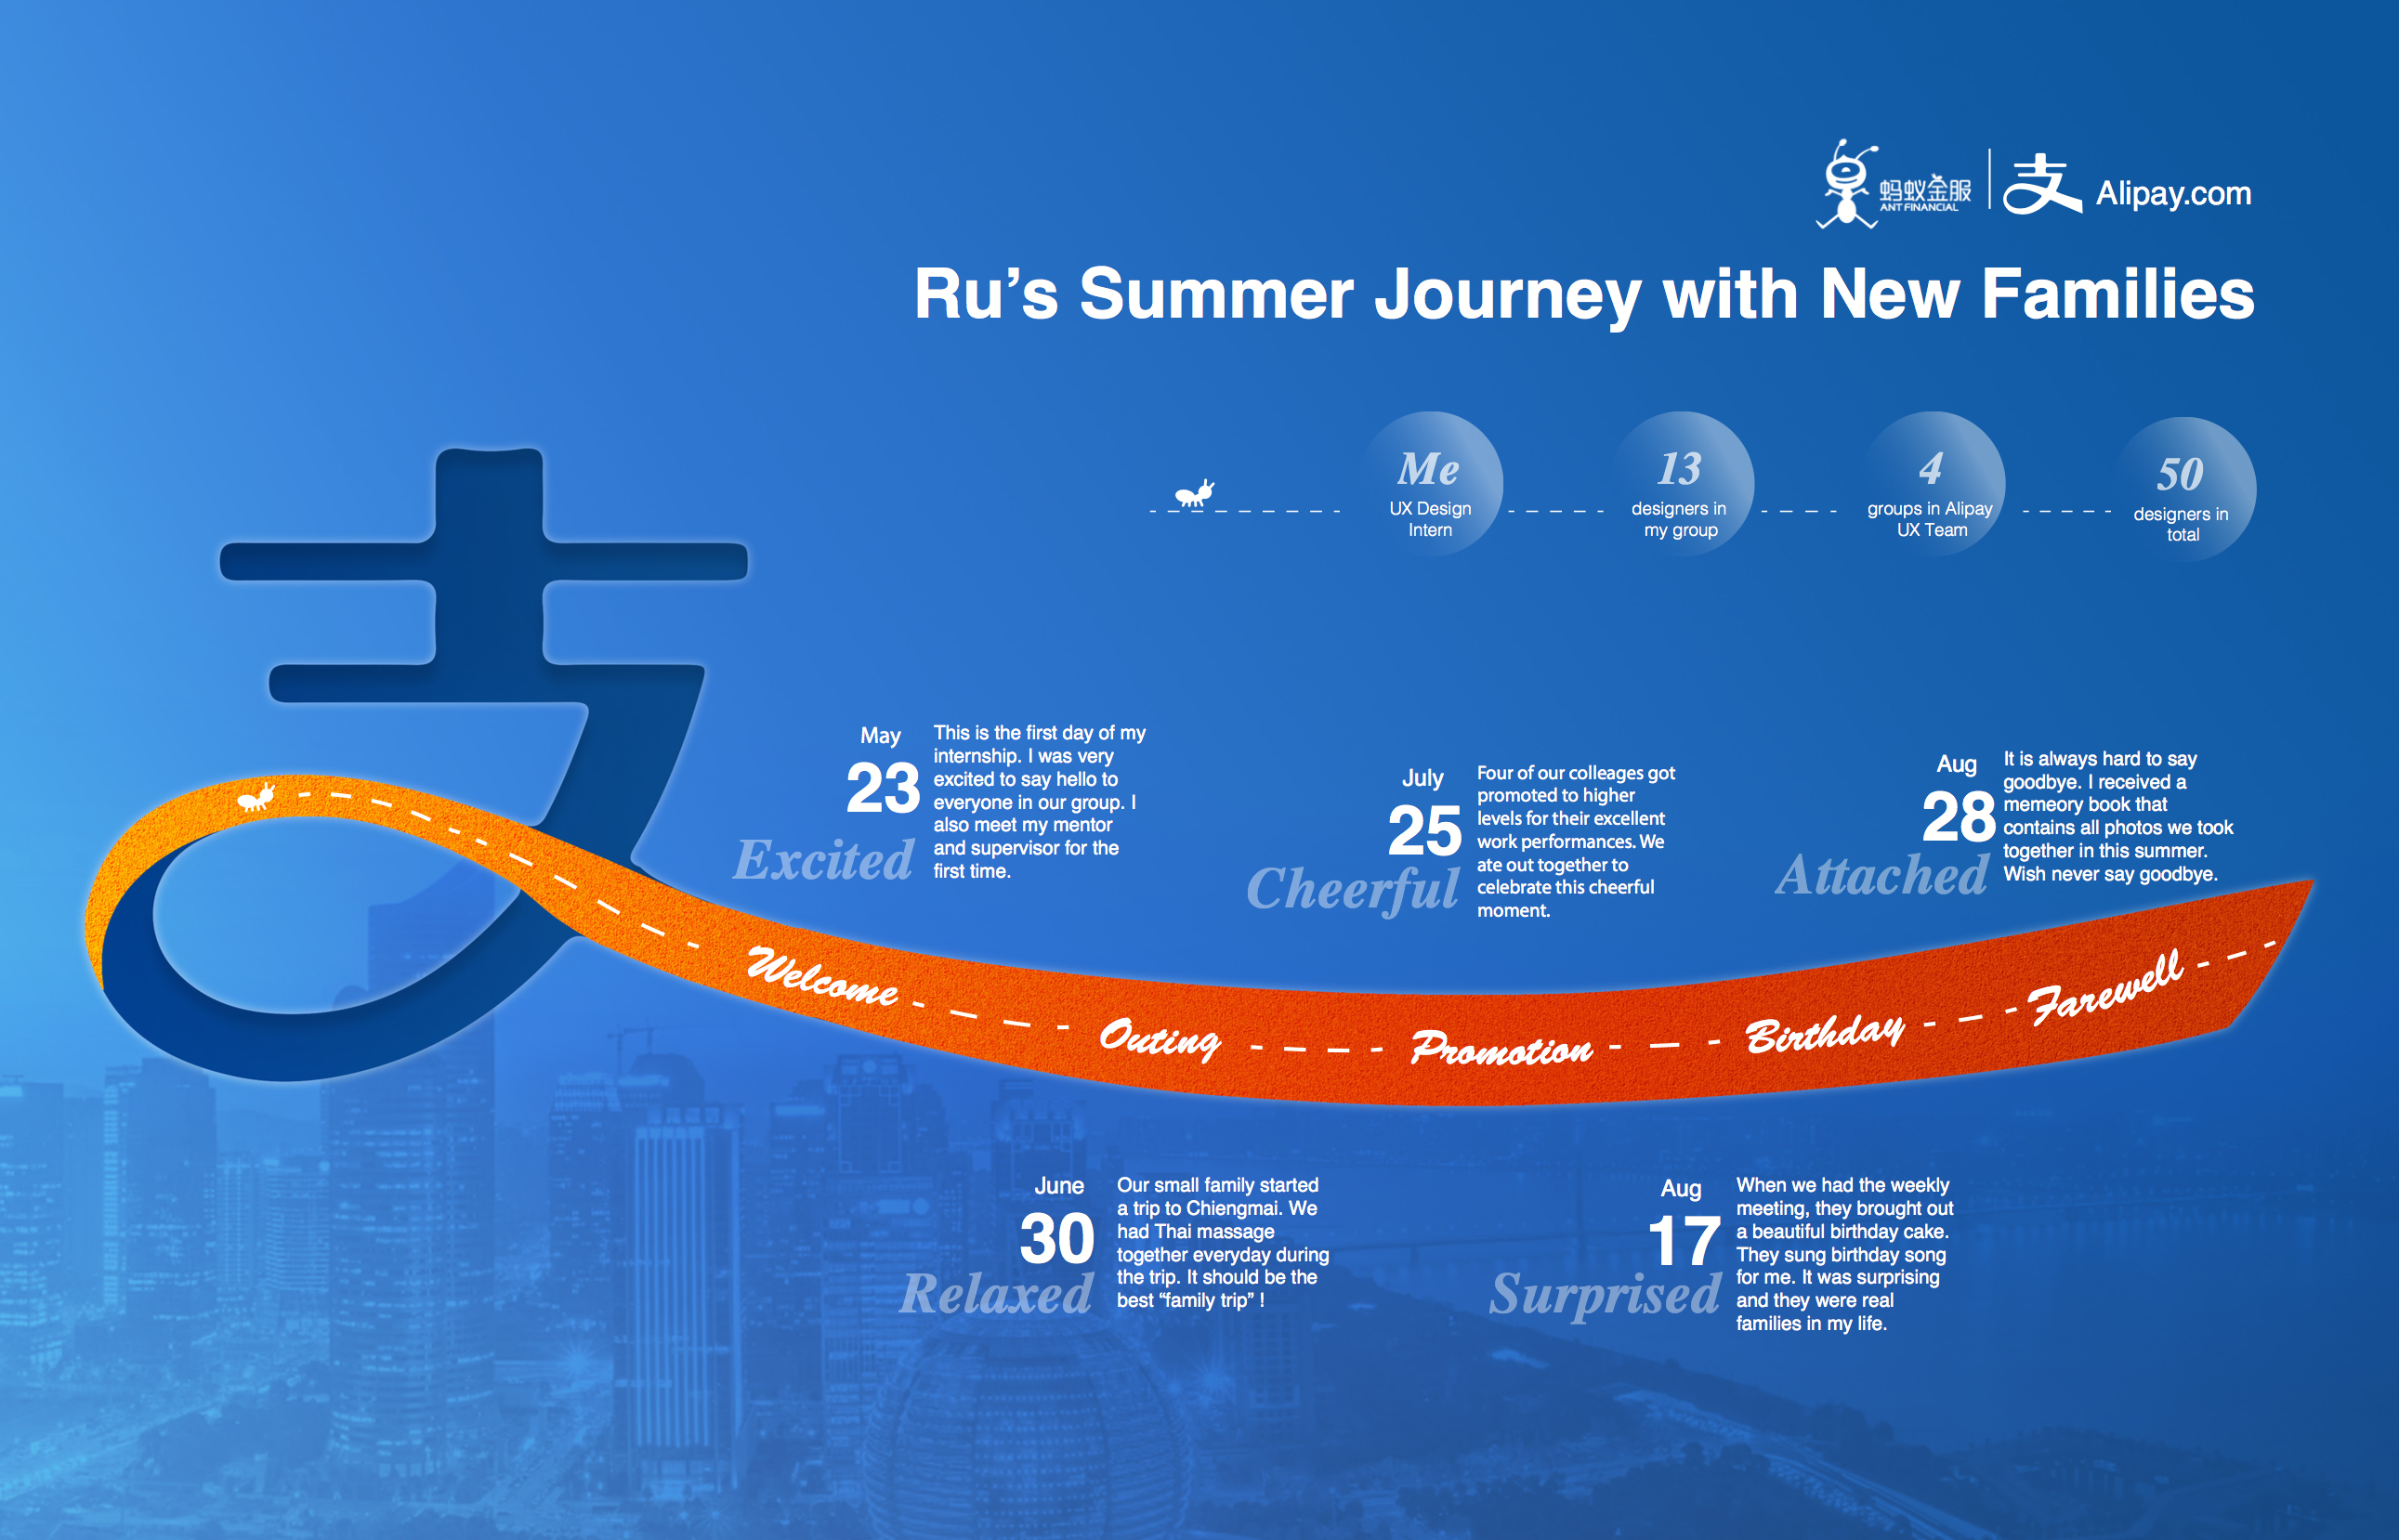 蚂蚁金服
ANT FINANCIAL
支 Alipay.com
Ru’s Summer Journey with New Families
Me
UX Design
Intern
13
designers in
my group
4
groups in Alipay
UX Team
50
designers in
total
支
May
23
Excited
This is the first day of my
internship. I was very
excited to say hello to
everyone in our group. I
also meet my mentor
and supervisor for the
first time.
July
25
Cheerful
Four of our colleages got
promoted to higher
levels for their excellent
work performances. We
ate out together to
celebrate this cheerful
moment.
Aug
28
Attached
It is always hard to say
goodbye. I received a
memeory book that
contains all photos we took
together in this summer.
Wish never say goodbye.
Welcome
Outing
Promotion
Birthday
Farewell
June
30
Relaxed
Our small family started
a trip to Chiengmai. We
had Thai massage
together everyday during
the trip. It should be the
best “family trip” !
Aug
17
Surprised
When we had the weekly
meeting, they brought out
a beautiful birthday cake.
They sung birthday song
for me. It was surprising
and they were real
families in my life.